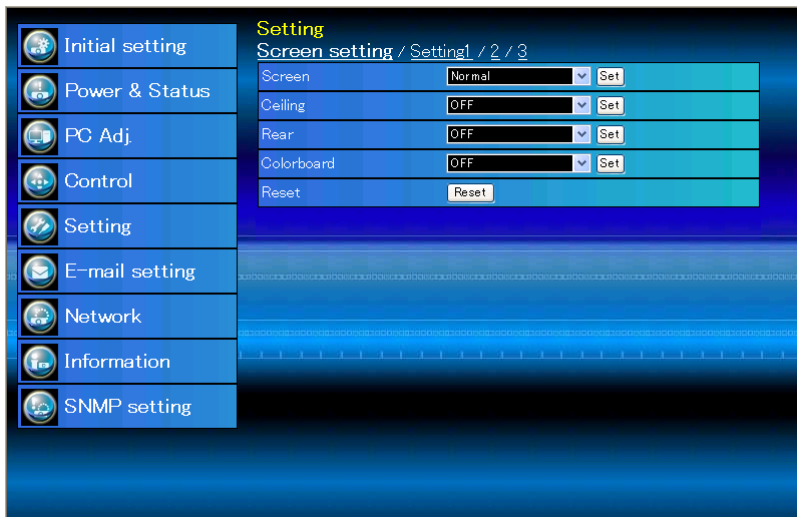 Initial setting
Power & Status
PC Adj.
Control
Setting
E-mail setting
Network
Information
SNMP setting
Setting
Screen setting / Setting1 / 2 / 3
Screen Normal Set
Ceiling OFF Set
Rear OFF Set
Colorboard OFF Set
Reset Reset